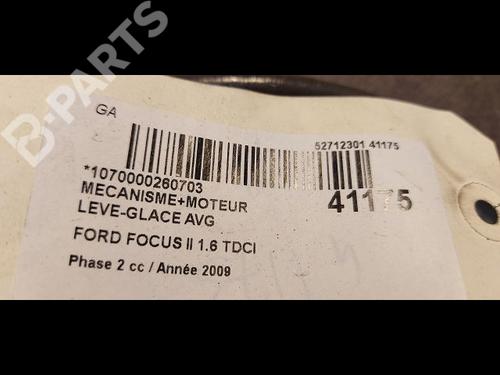 B-PARTS
GA
52712301 41175
*1070000260703
MECANISME+MOTEUR
41175
LEVE-GLACE AVG
FORD FOCUS II 1.6 TDCI
Phase 2 cc / Année 2009